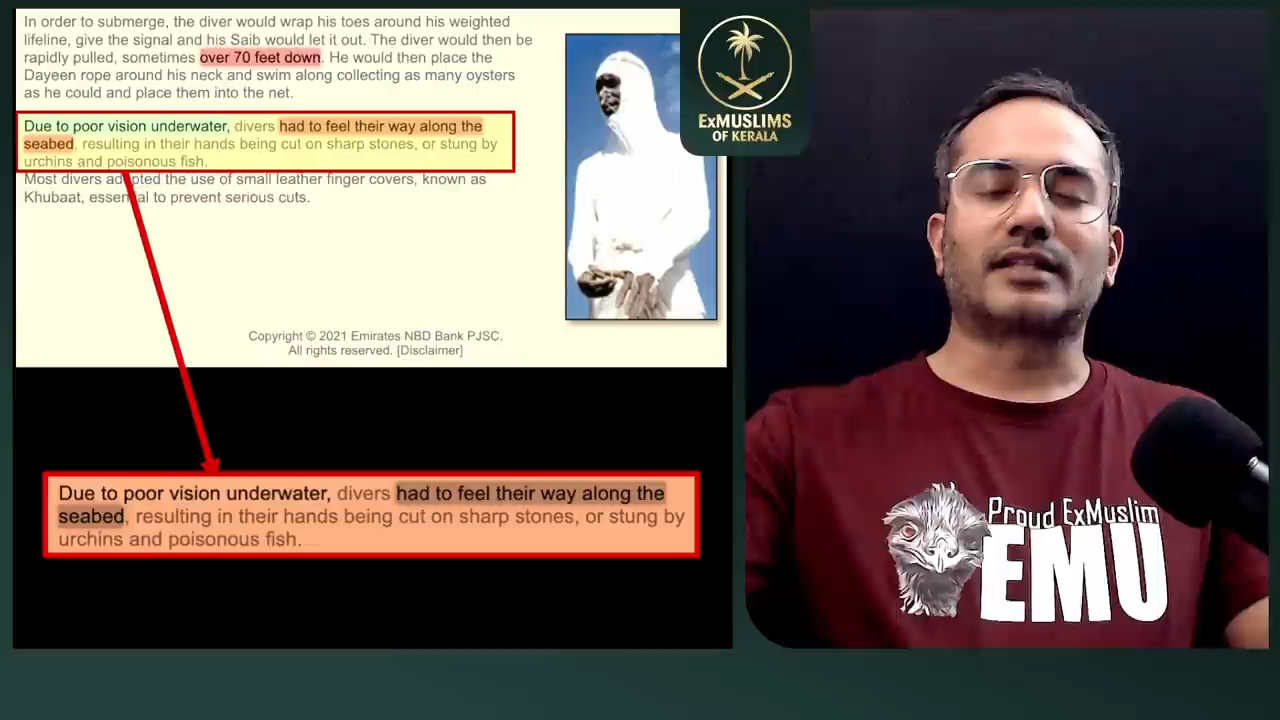 In order to submerge, the diver would wrap his toes around his weighted
lifeline, give the signal and his Saib would let it out. The diver would then be
rapidly pulled, sometimes over 70 feet down. He would then place the
Dayeen rope around his neck and swim along collecting as many oysters
as he could and place them into the net.
Due to poor vision underwater, divers had to feel their way along the
seabed, resulting in their hands being cut on sharp stones, or stung by
urchins and poisonous fish.
Most divers adopted the use of small leather finger covers, known as
Khubaat, essential to prevent serious cuts.
Copyright © 2021 Emirates NBD Bank PJSC.
All rights reserved. [Disclaimer]
Due to poor vision underwater, divers had to feel their way along the
seabed, resulting in their hands being cut on sharp stones, or stung by
urchins and poisonous fish.
ExMUSLIMS
OF KERALA
Proud ExMuslim
EMU